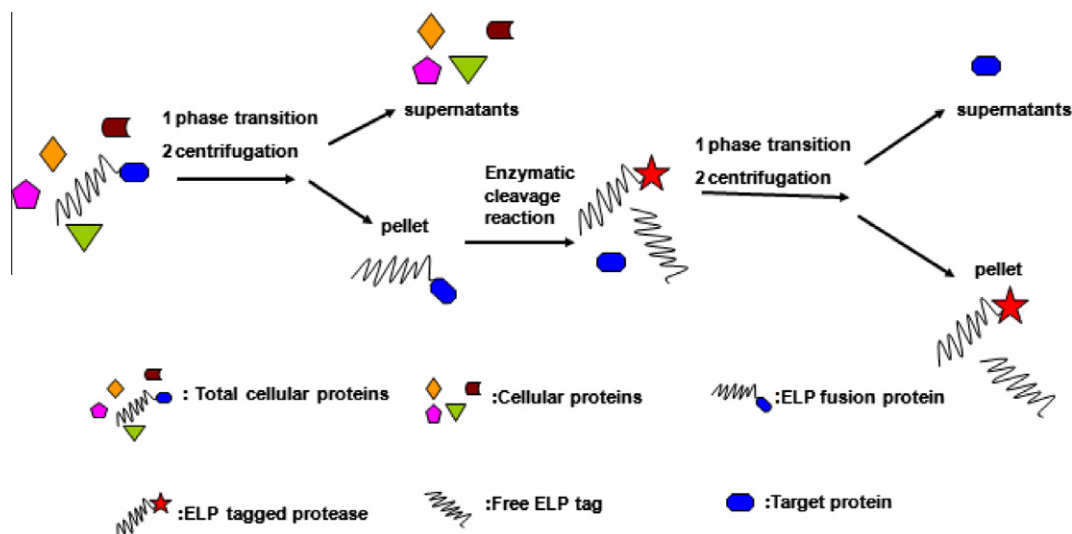 1 phase transition
2 centrifugation
supernatants
pellet
Enzymatic
cleavage
reaction
1 phase transition
2 centrifugation
supernatants
pellet
: Total cellular proteins
:Cellular proteins
:ELP fusion protein
:ELP tagged protease
:Free ELP tag
:Target protein